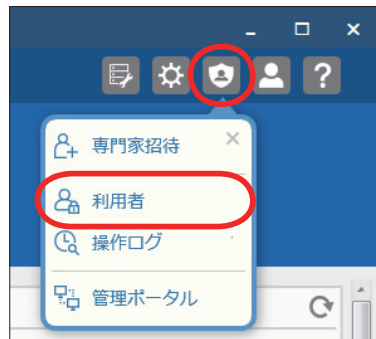 専門家招待
利用者
操作ログ
管理ポータル